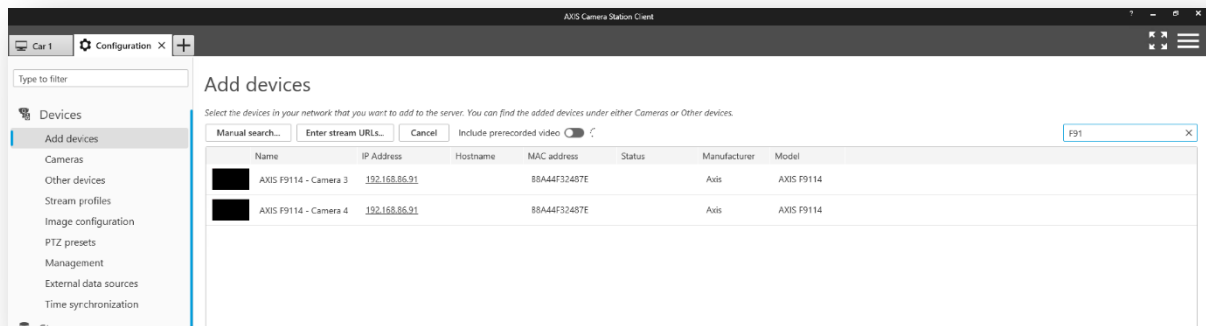 AXIS Camera Station Client
?
Car 1 Configuration × +
Type to filter
Devices
Add devices
Cameras
Other devices
Stream profiles
Image configuration
PTZ presets
Management
External data sources
Time synchronization
Add devices
Select the devices in your network that you want to add to the server. You can find the added devices under either Cameras or Other devices.
Manual search... Enter stream URLs... Cancel Include prerecorded video F91 ×
Name IP Address Hostname MAC address Status Manufacturer Model
AXIS F9114 - Camera 3 192.168.86.91 B8A44F32487E Axis AXIS F9114
AXIS F9114 - Camera 4 192.168.86.91 B8A44F32487E Axis AXIS F9114